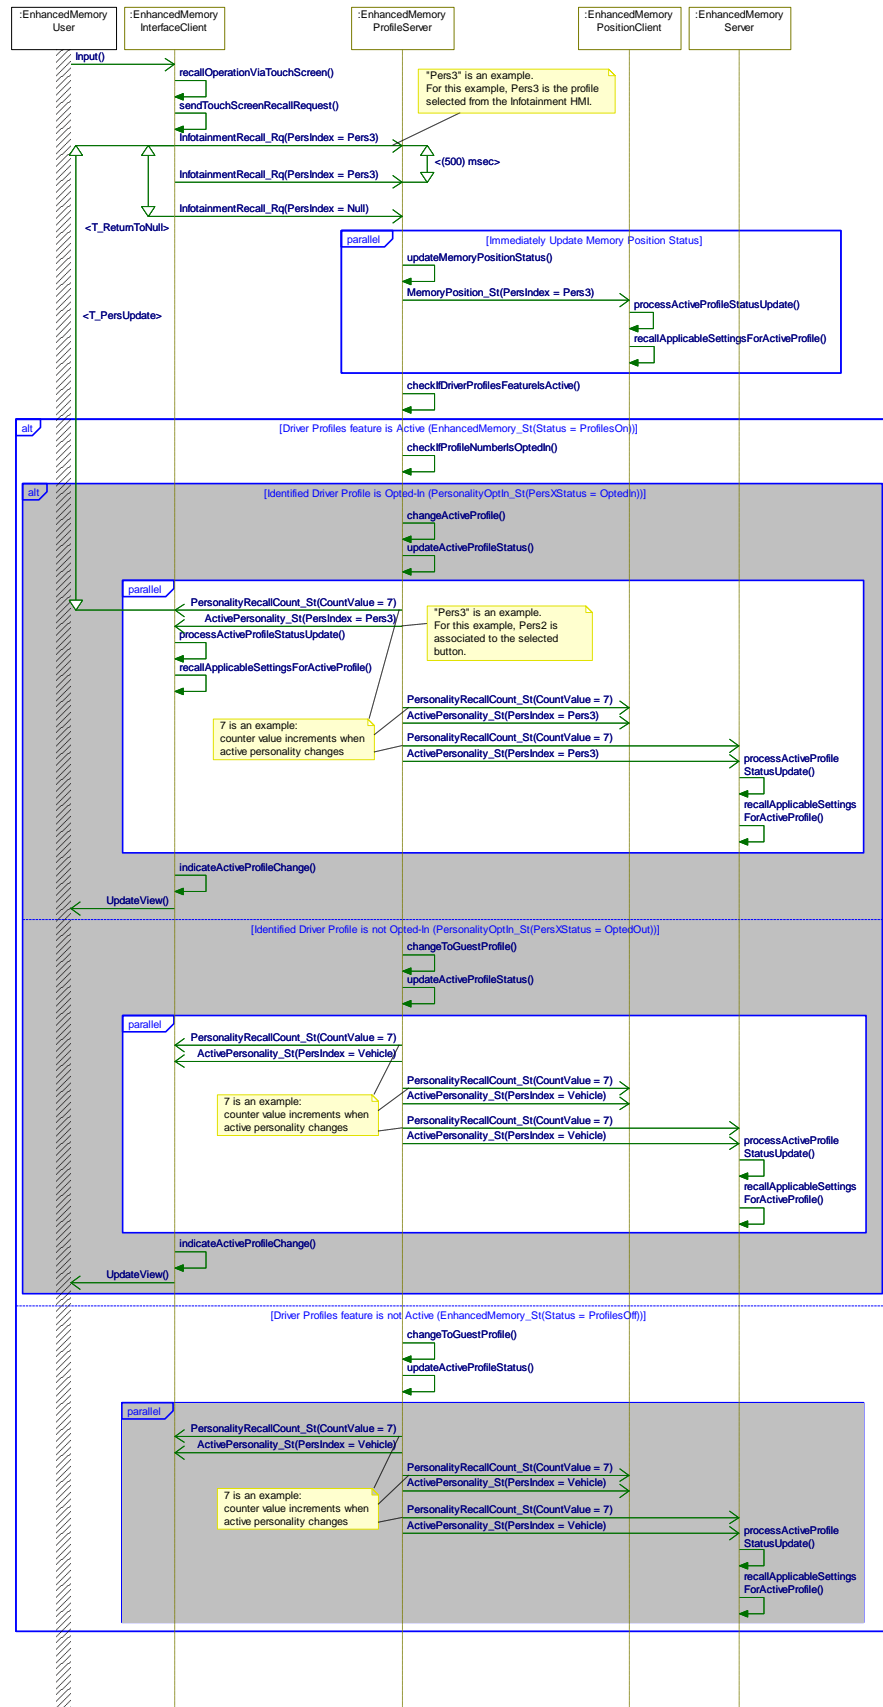 :EnhancedMemory
User
:EnhancedMemory
InterfaceClient
:EnhancedMemory
ProfileServer
:EnhancedMemory
PositionClient
:EnhancedMemory
Server
Input()
recallOperationViaTouchScreen()
"Pers3" is an example.
For this example, Pers3 is the profile
selected from the Infotainment HMI.
sendTouchScreenRecallRequest()
InfotainmentRecall_Rq(PersIndex = Pers3)
<(500) msec>
InfotainmentRecall_Rq(PersIndex = Pers3)
InfotainmentRecall_Rq(PersIndex = Null)
<T_ReturnToNull>
parallel
[Immediately Update Memory Position Status]
updateMemoryPositionStatus()
MemoryPosition_St(PersIndex = Pers3)
processActiveProfileStatusUpdate()
<T_PersUpdate>
recallApplicableSettingsForActiveProfile()
checkIfDriverProfilesFeatureIsActive()
alt
[Driver Profiles feature is Active (EnhancedMemory_St(Status = ProfilesOn))]
checkIfProfileNumberIsOptedIn()
alt
[Identified Driver Profile is Opted-In (PersonalityOptIn_St(PersXStatus = OptedIn))]
changeActiveProfile()
updateActiveProfileStatus()
parallel
PersonalityRecallCount_St(CountValue = 7)
ActivePersonality_St(PersIndex = Pers3)
"Pers3" is an example.
For this example, Pers2 is
associated to the selected
button.
processActiveProfileStatusUpdate()
recallApplicableSettingsForActiveProfile()
PersonalityRecallCount_St(CountValue = 7)
ActivePersonality_St(PersIndex = Pers3)
7 is an example:
counter value increments when
active personality changes
PersonalityRecallCount_St(CountValue = 7)
ActivePersonality_St(PersIndex = Pers3)
processActiveProfile
StatusUpdate()
recallApplicableSettings
ForActiveProfile()
indicateActiveProfileChange()
UpdateView()
[Identified Driver Profile is not Opted-In (PersonalityOptIn_St(PersXStatus = OptedOut))]
changeToGuestProfile()
updateActiveProfileStatus()
parallel
PersonalityRecallCount_St(CountValue = 7)
ActivePersonality_St(PersIndex = Vehicle)
PersonalityRecallCount_St(CountValue = 7)
ActivePersonality_St(PersIndex = Vehicle)
7 is an example:
counter value increments when
active personality changes
PersonalityRecallCount_St(CountValue = 7)
ActivePersonality_St(PersIndex = Vehicle)
processActiveProfile
StatusUpdate()
recallApplicableSettings
ForActiveProfile()
indicateActiveProfileChange()
UpdateView()
[Driver Profiles feature is not Active (EnhancedMemory_St(Status = ProfilesOff))]
changeToGuestProfile()
updateActiveProfileStatus()
parallel
PersonalityRecallCount_St(CountValue = 7)
ActivePersonality_St(PersIndex = Vehicle)
PersonalityRecallCount_St(CountValue = 7)
ActivePersonality_St(PersIndex = Vehicle)
7 is an example:
counter value increments when
active personality changes
PersonalityRecallCount_St(CountValue = 7)
ActivePersonality_St(PersIndex = Vehicle)
processActiveProfile
StatusUpdate()
recallApplicableSettings
ForActiveProfile()